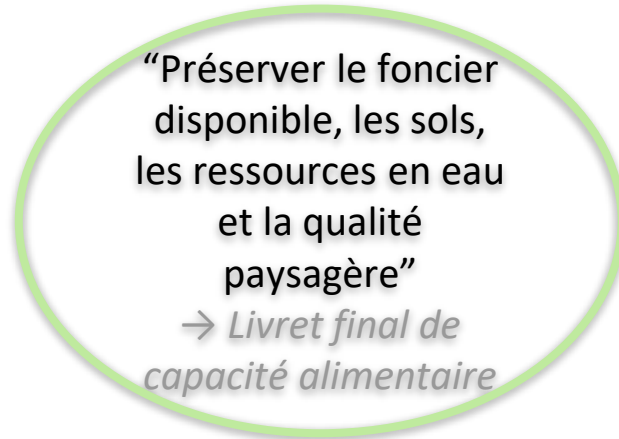 “Préserver le foncier
disponible, les sols,
les ressources en eau
et la qualité
paysagère”
→ Livret final de
capacité alimentaire